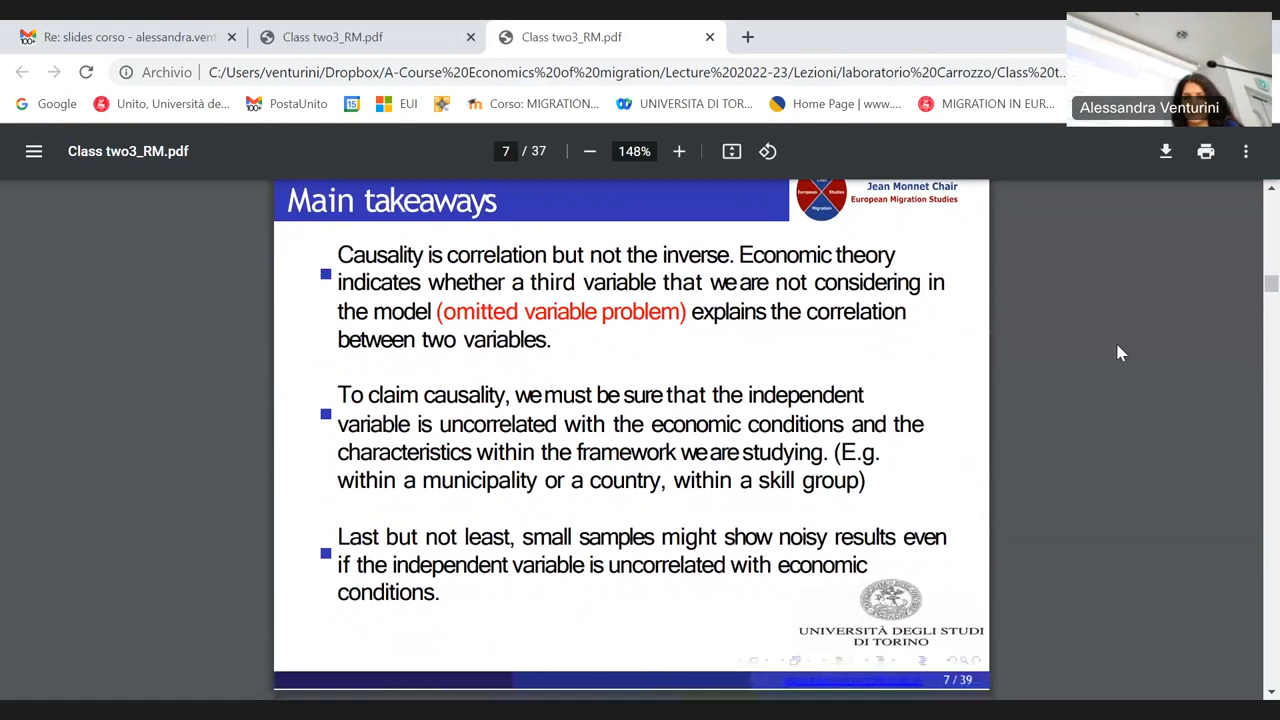 Re: slides corso - alessandra.vent
Class two3_RM.pdf
Class two3_RM.pdf
Archivio
C:/Users/venturini/Dropbox/A-Course%20Economics%20of%20migration/Lecture%202022-23/Lezioni/laboratorio%20Carrozzo/Class%20t...
Google
Unito, Università de...
PostaUnito
EUI
Corso: MIGRATION...
UNIVERSITA DI TOR...
Home Page | www....
MIGRATION IN EUR...
Alessandra Venturini
Class two3_RM.pdf
7 / 37
148%
Main takeaways
European
Studies
Migration
Jean Monnet Chair
European Migration Studies
Causality is correlation but not the inverse. Economic theory
indicates whether a third variable that we are not considering in
the model (omitted variable problem) explains the correlation
between two variables.
To claim causality, we must be sure that the independent
variable is uncorrelated with the economic conditions and the
characteristics within the framework we are studying. (E.g.
within a municipality or a country, within a skill group)
Last but not least, small samples might show noisy results even
if the independent variable is uncorrelated with economic
conditions.
UNIVERSITÀ DEGLI STUDI
DI TORINO
7 / 39